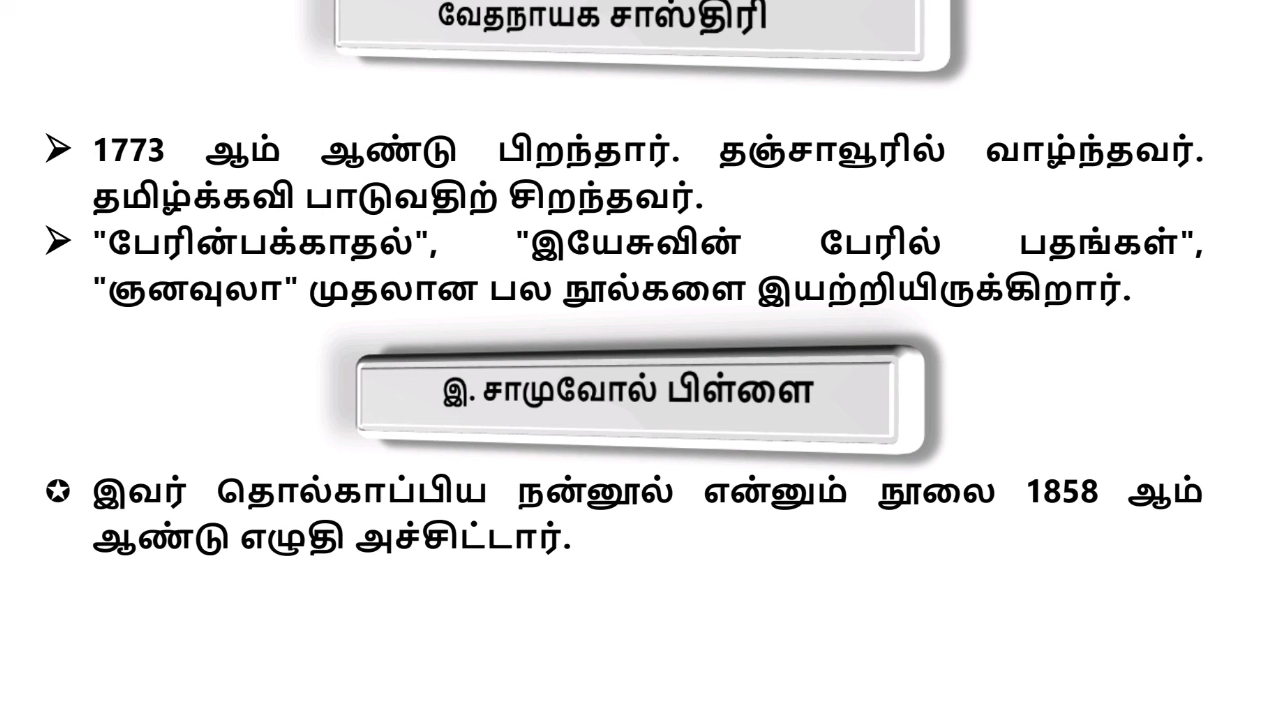 வேதநாயக சாஸ்திரி
➢ 1773 ஆம் ஆண்டு பிறந்தார். தஞ்சாவூரில் வாழ்ந்தவர்.
தமிழ்க்கவி பாடுவதிற் சிறந்தவர்.
➢ "பேரின்பக்காதல்", "இயேசுவின் பேரில் பதங்கள்",
"ஞனவுலா" முதலான பல நூல்களை இயற்றியிருக்கிறார்.
இ. சாமுவோல் பிள்ளை
✪ இவர் தொல்காப்பிய நன்னூல் என்னும் நூலை 1858 ஆம்
ஆண்டு எழுதி அச்சிட்டார்.